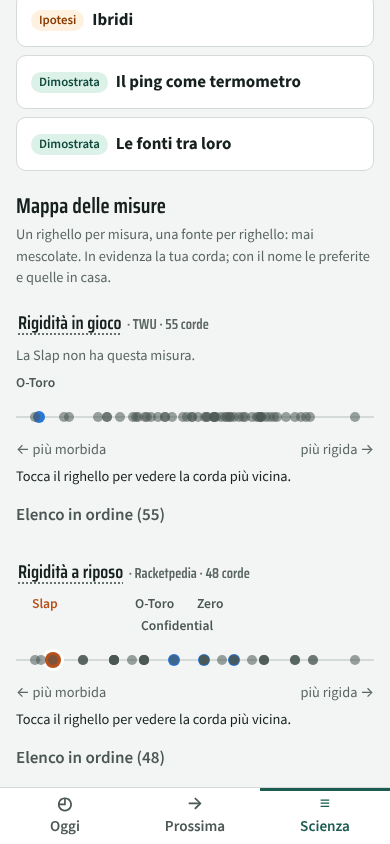 Ipotesi Ibridi
Dimostrata Il ping come termometro
Dimostrata Le fonti tra loro
Mappa delle misure
Un righello per misura, una fonte per righello: mai
mescolate. In evidenza la tua corda; con il nome le preferite
e quelle in casa.
Rigidità in gioco · TWU · 55 corde
La Slap non ha questa misura.
O-Toro
← più morbida più rigida →
Tocca il righello per vedere la corda più vicina.
Elenco in ordine (55)
Rigidità a riposo · Racketpedia · 48 corde
Slap O-Toro Zero
Confidential
← più morbida più rigida →
Tocca il righello per vedere la corda più vicina.
Elenco in ordine (48)
Oggi Prossima Scienza